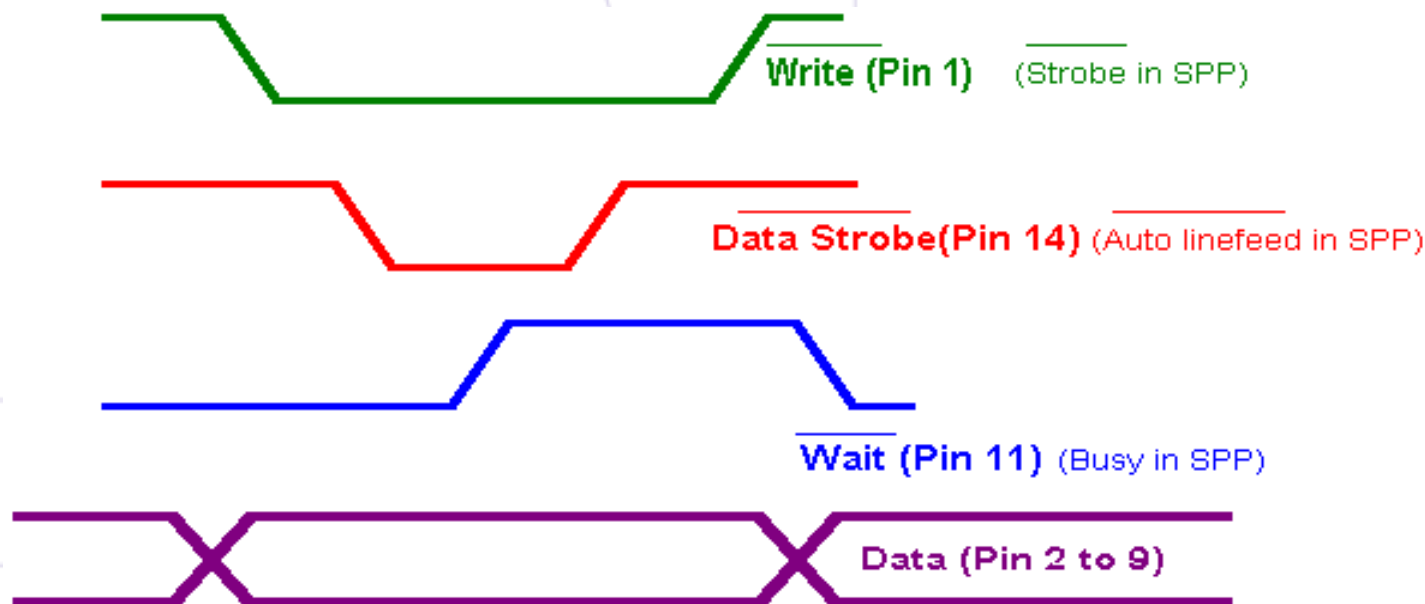 Write (Pin 1) (Strobe in SPP)
Data Strobe(Pin 14) (Auto linefeed in SPP)
Wait (Pin 11) (Busy in SPP)
Data (Pin 2 to 9)